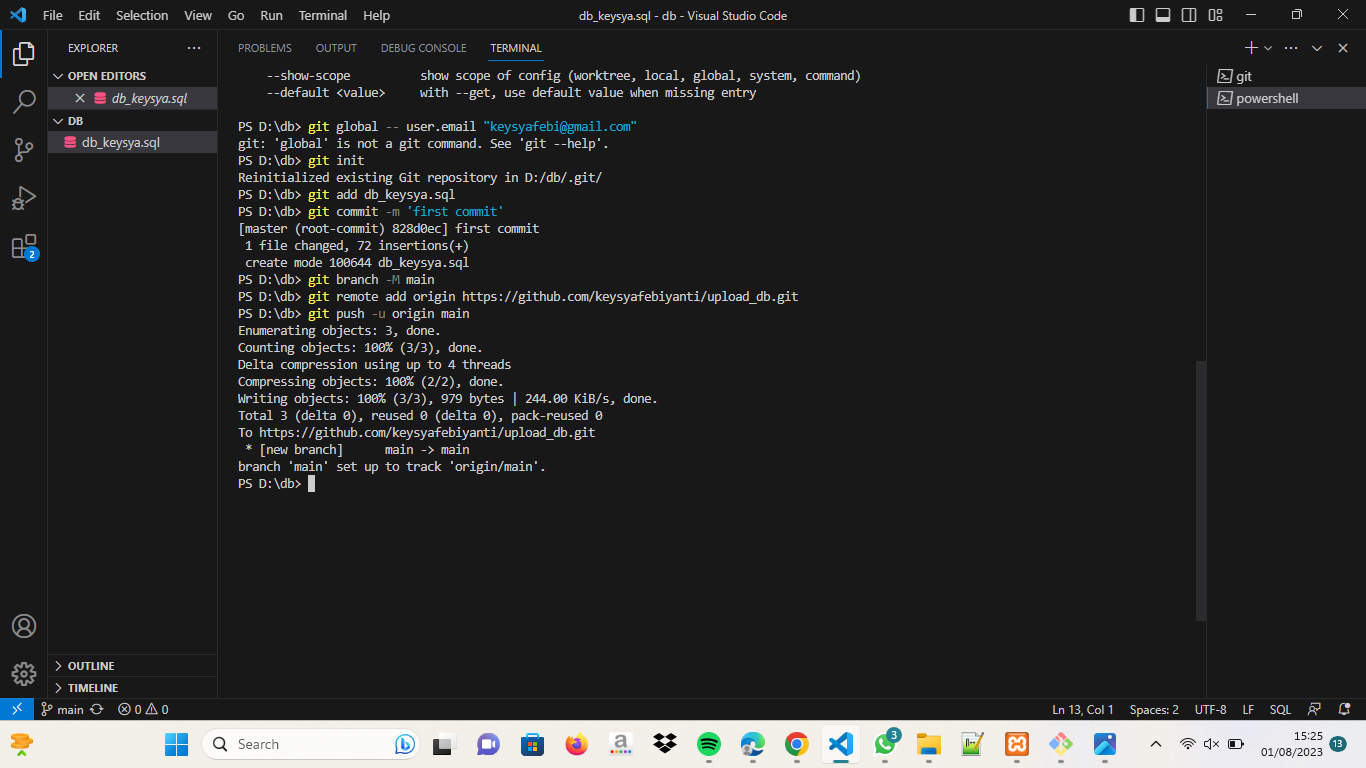 File Edit Selection View Go Run Terminal Help
db_keysya.sql - db - Visual Studio Code
EXPLORER
OPEN EDITORS
db_keysya.sql
DB
db_keysya.sql
OUTLINE
TIMELINE
2
PROBLEMS OUTPUT DEBUG CONSOLE TERMINAL
--show-scope show scope of config (worktree, local, global, system, command)
--default <value> with --get, use default value when missing entry
PS D:\db> git global -- user.email "keysyafebi@gmail.com"
git: 'global' is not a git command. See 'git --help'.
PS D:\db> git init
Reinitialized existing Git repository in D:/db/.git/
PS D:\db> git add db_keysya.sql
PS D:\db> git commit -m 'first commit'
[master (root-commit) 828d0ec] first commit
1 file changed, 72 insertions(+)
create mode 100644 db_keysya.sql
PS D:\db> git branch -M main
PS D:\db> git remote add origin https://github.com/keysyafebiyanti/upload_db.git
PS D:\db> git push -u origin main
Enumerating objects: 3, done.
Counting objects: 100% (3/3), done.
Delta compression using up to 4 threads
Compressing objects: 100% (2/2), done.
Writing objects: 100% (3/3), 979 bytes | 244.00 KiB/s, done.
Total 3 (delta 0), reused 0 (delta 0), pack-reused 0
To https://github.com/keysyafebiyanti/upload_db.git
* [new branch] main -> main
branch 'main' set up to track 'origin/main'.
PS D:\db>
git
powershell
main 0 0
Ln 13, Col 1 Spaces: 2 UTF-8 LF SQL
Search
a
3
15:25
01/08/2023
13